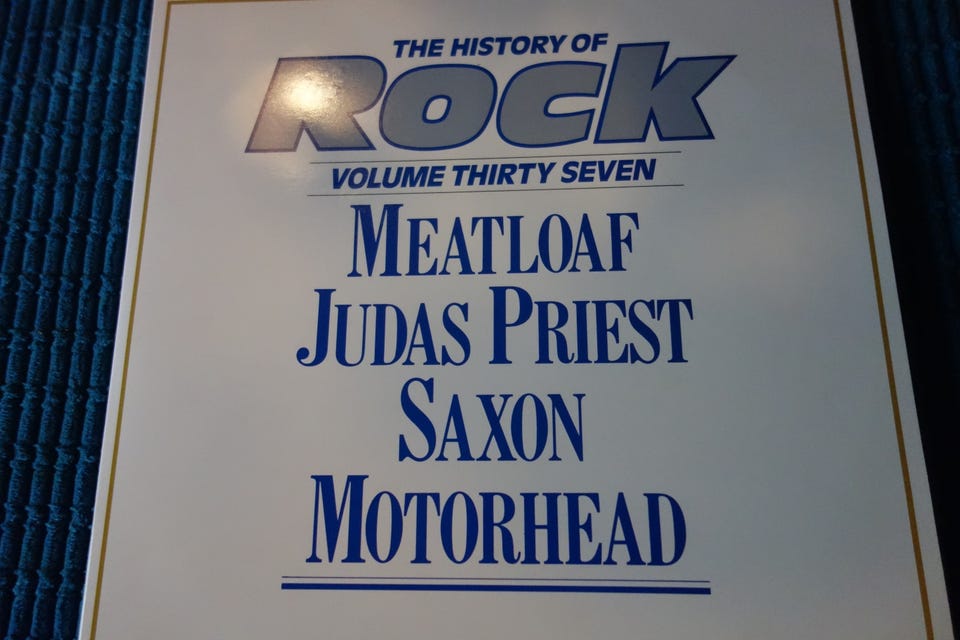 THE HISTORY OF
ROCK
VOLUME THIRTY SEVEN
MEATLOAF
JUDAS PRIEST
SAXON
MOTORHEAD